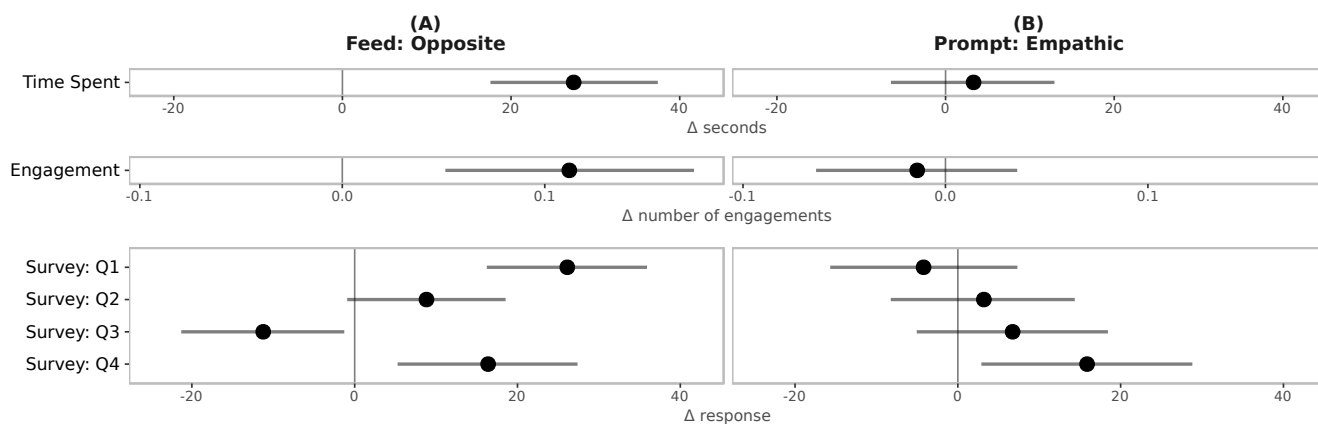 (A)
Feed: Opposite
(B)
Prompt: Empathic
Time Spent
-20 0 20 40 -20 0 20 40
Δ seconds
Engagement
-0.1 0.0 0.1 -0.1 0.0 0.1
Δ number of engagements
Survey: Q1
Survey: Q2
Survey: Q3
Survey: Q4
-20 0 20 40 -20 0 20 40
Δ response